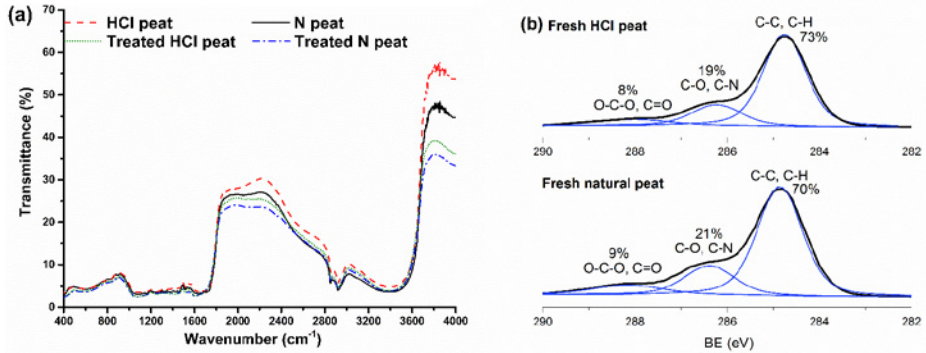 (a)
HCl peat
N peat
Treated HCl peat
Treated N peat
Transmittance (%)
70
60
50
40
30
20
10
0
400 800 1200 1600 2000 2400 2800 3200 3600 4000
Wavenumber (cm-1)
(b)
Fresh HCl peat
C-C, C-H
73%
19%
C-O, C-N
8%
O-C-O, C=O
290 288 286 284 282
Fresh natural peat
C-C, C-H
70%
21%
C-O, C-N
9%
O-C-O, C=O
290 288 286 284 282
BE (eV)